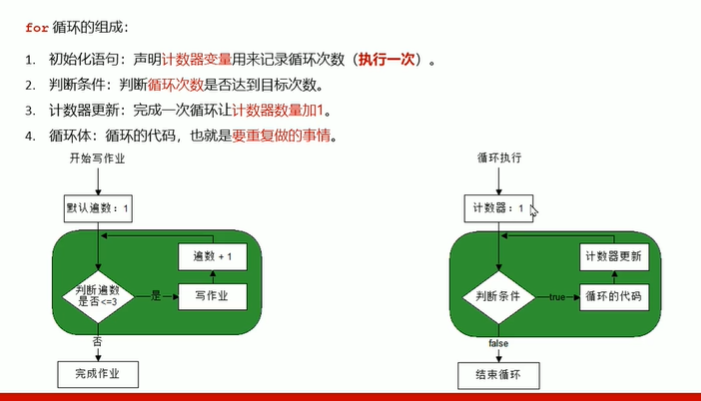 for 循环的组成：
1. 初始化语句：声明计数器变量用来记录循环次数（执行一次）。
2. 判断条件：判断循环次数是否达到目标次数。
3. 计数器更新：完成一次循环让计数器数量加1。
4. 循环体：循环的代码，也就是要重复做的事情。
开始写作业
默认遍数：1
遍数 + 1
判断遍数
是否<=3
是
写作业
否
完成作业
循环执行
计数器：1
计数器更新
判断条件
true
循环的代码
false
结束循环